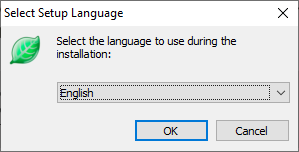 Select Setup Language
Select the language to use during the
installation:
English
OK
Cancel